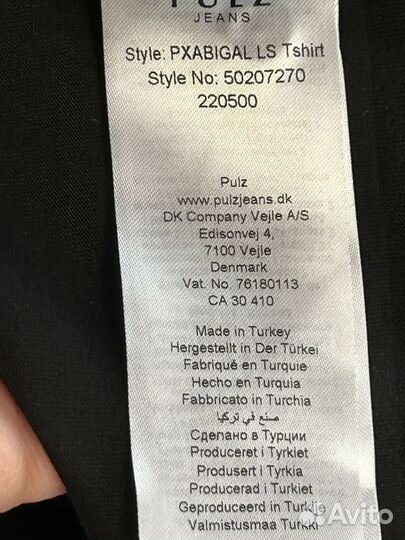 PULZ
JEANS
Style: PXABIGAL LS Tshirt
Style No: 50207270
220500
Pulz
www.pulzjeans.dk
DK Company Vejle A/S
Edisonvej 4,
7100 Vejle
Denmark
Vat. No. 76180113
CA 30 410
Made in Turkey
Hergestellt in Der Türkei
Fabriqué en Turquie
Hecho en Turquia
Fabbricato in Turchia
صنع في تركيا
Сделано в Турции
Produceret i Tyrkiet
Produsert i Tyrkia
Producerad i Turkiet
Geproduceerd in
Valmistusmaa Turkki
Avito